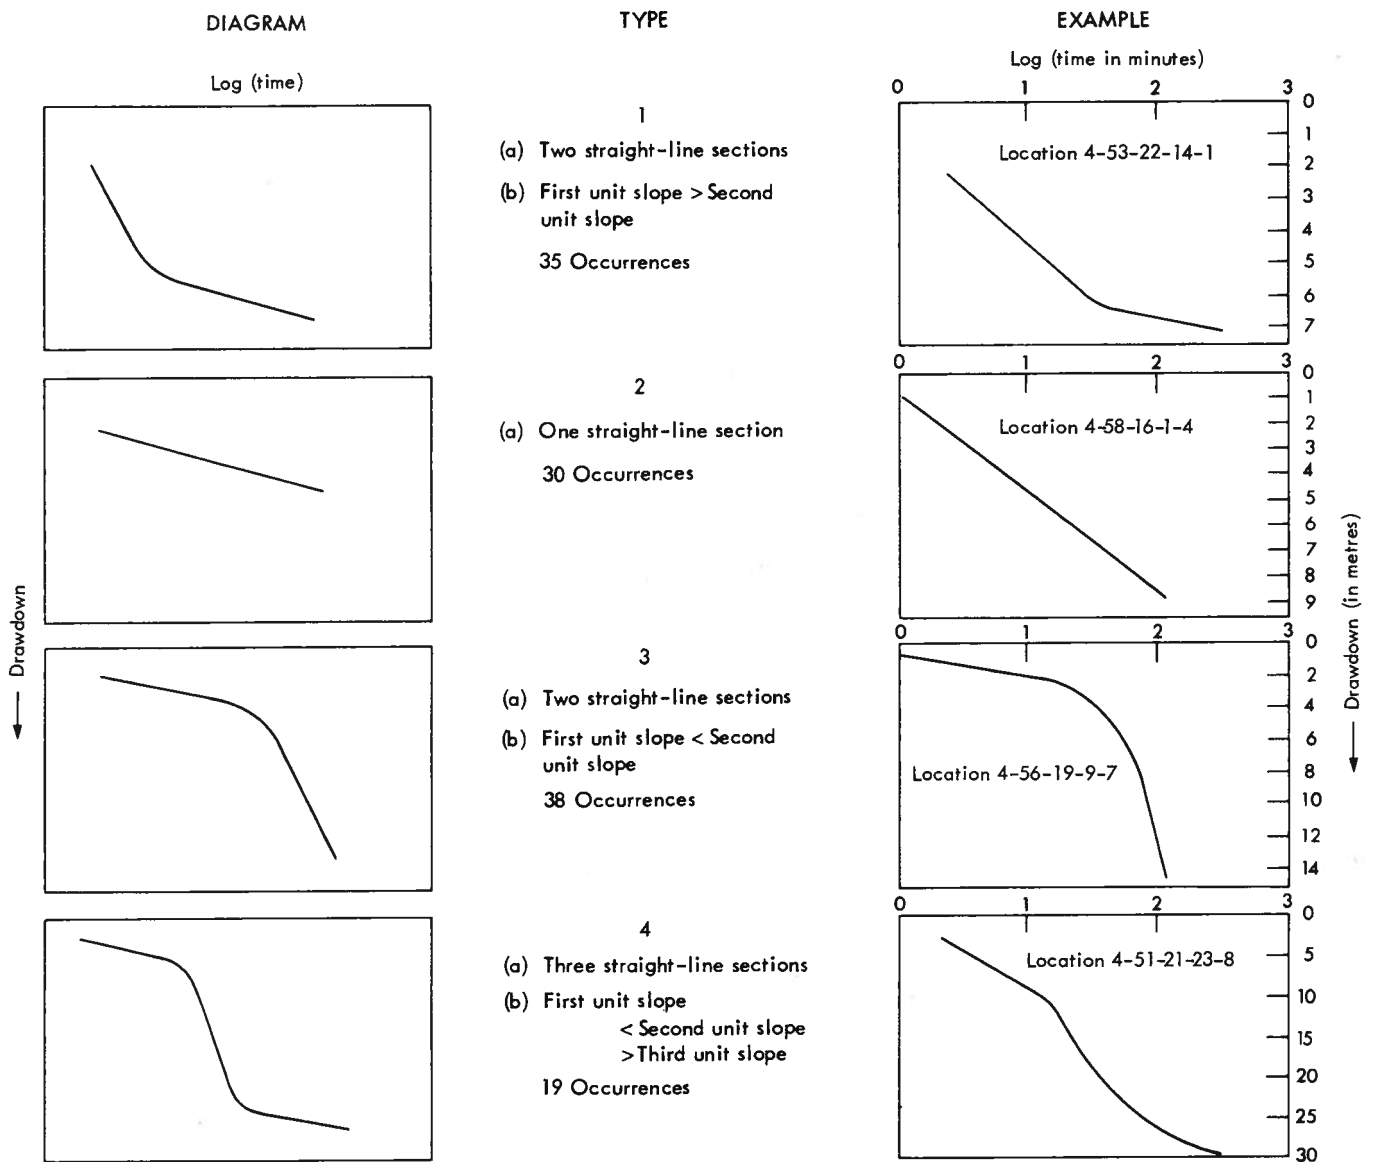 DIAGRAM
TYPE
EXAMPLE
Log (time)
Log (time in minutes)
← Drawdown
1
(a) Two straight-line sections
(b) First unit slope > Second
unit slope
35 Occurrences
0 1 2 3
Location 4-53-22-14-1
0
1
2
3
4
5
6
7
2
(a) One straight-line section
30 Occurrences
0 1 2 3
Location 4-58-16-1-4
0
1
2
3
4
5
6
7
8
9
3
(a) Two straight-line sections
(b) First unit slope < Second
unit slope
38 Occurrences
0 1 2 3
Location 4-56-19-9-7
0
2
4
6
8
10
12
14
← Drawdown (in metres)
4
(a) Three straight-line sections
(b) First unit slope
< Second unit slope
> Third unit slope
19 Occurrences
0 1 2 3
Location 4-51-21-23-8
0
5
10
15
20
25
30